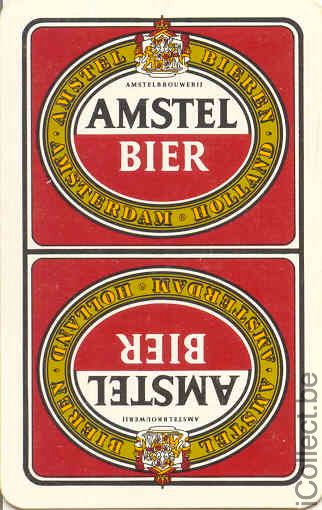 AMSTEL BIEREN
AMSTELBROUWERIJ
AMSTEL
BIER
AMSTERDAM HOLLAND
AMSTERDAM HOLLAND
BIER
AMSTEL
AMSTELBROUWERIJ
AMSTEL BIEREN
iCollect.be